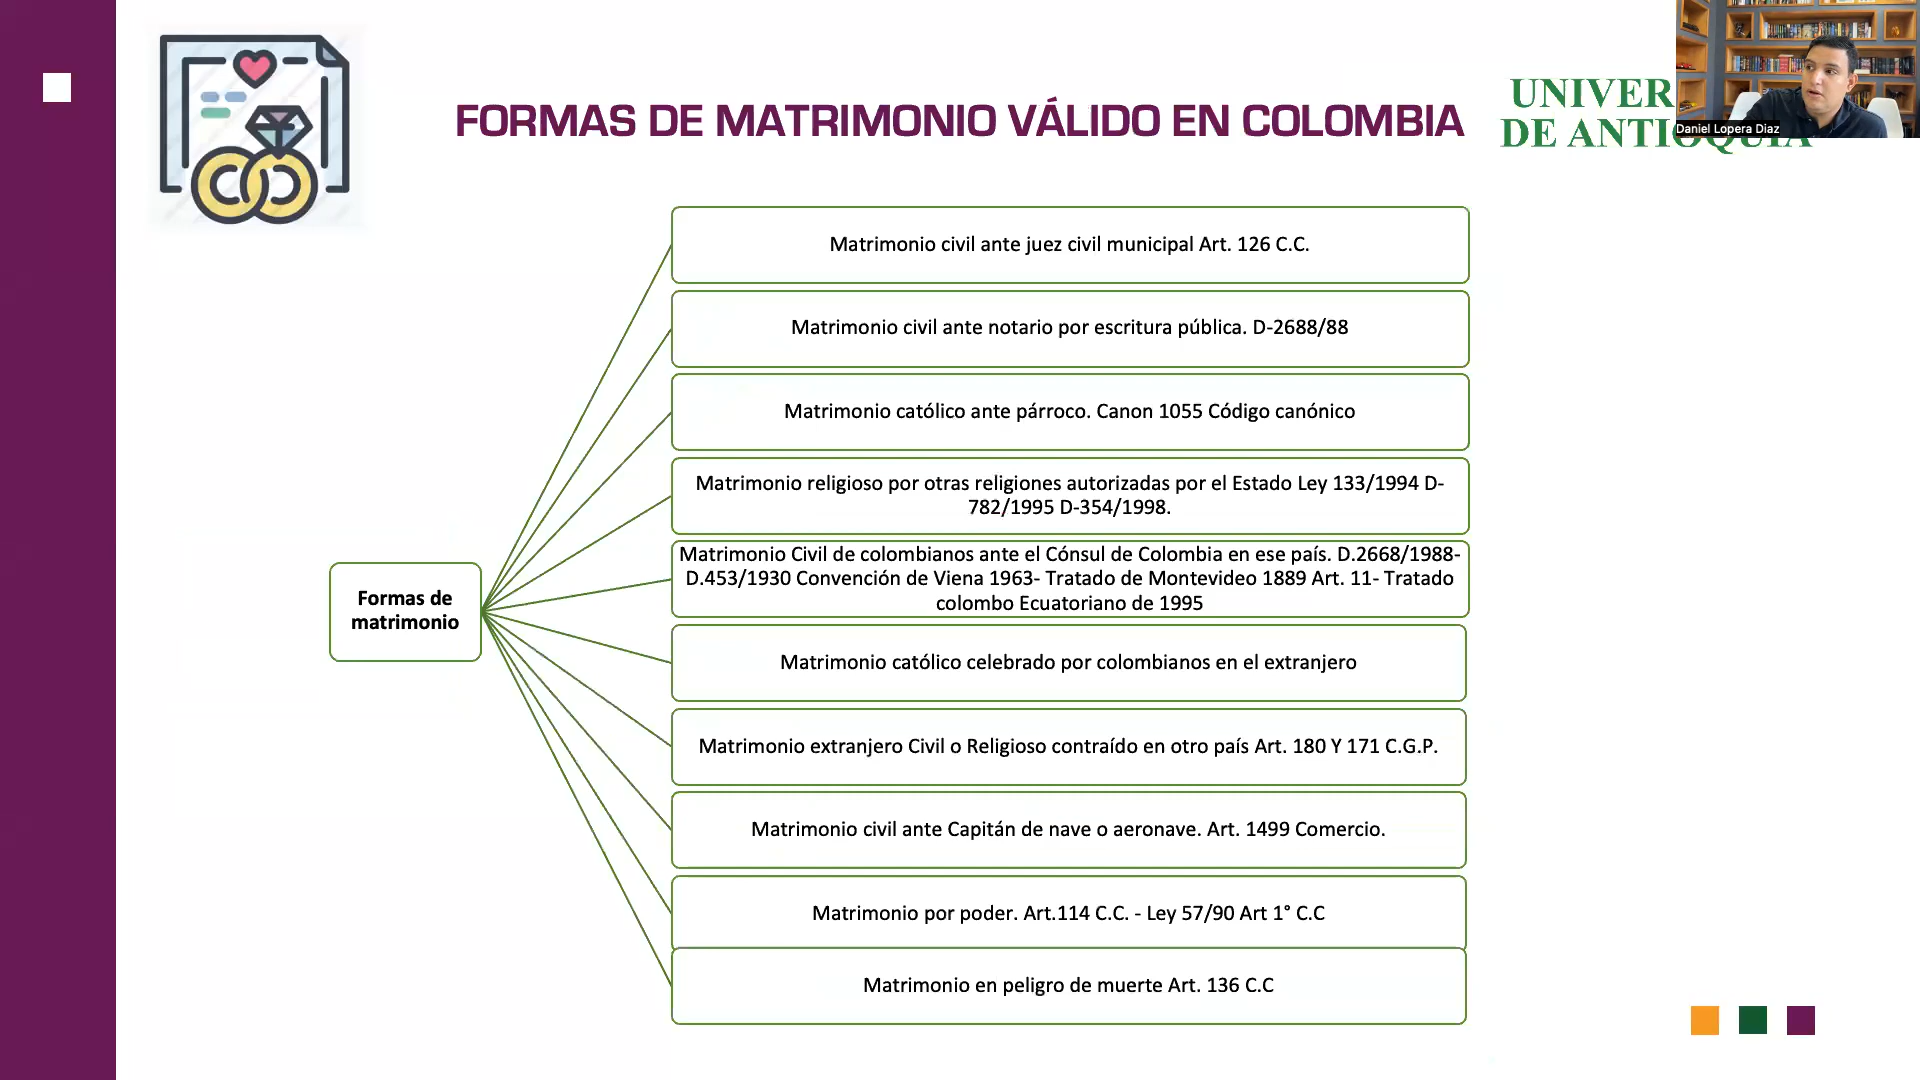 FORMAS DE MATRIMONIO VÁLIDO EN COLOMBIA
UNIVER
DE ANTIOQUIA
Daniel Lopera Diaz
Matrimonio civil ante juez civil municipal Art. 126 C.C.
Matrimonio civil ante notario por escritura pública. D-2688/88
Matrimonio católico ante párroco. Canon 1055 Código canónico
Matrimonio religioso por otras religiones autorizadas por el Estado Ley 133/1994 D-
782/1995 D-354/1998.
Matrimonio Civil de colombianos ante el Cónsul de Colombia en ese país. D.2668/1988-
D.453/1930 Convención de Viena 1963- Tratado de Montevideo 1889 Art. 11- Tratado
colombo Ecuatoriano de 1995
Formas de
matrimonio
Matrimonio católico celebrado por colombianos en el extranjero
Matrimonio extranjero Civil o Religioso contraído en otro país Art. 180 Y 171 C.G.P.
Matrimonio civil ante Capitán de nave o aeronave. Art. 1499 Comercio.
Matrimonio por poder. Art.114 C.C. - Ley 57/90 Art 1° C.C
Matrimonio en peligro de muerte Art. 136 C.C